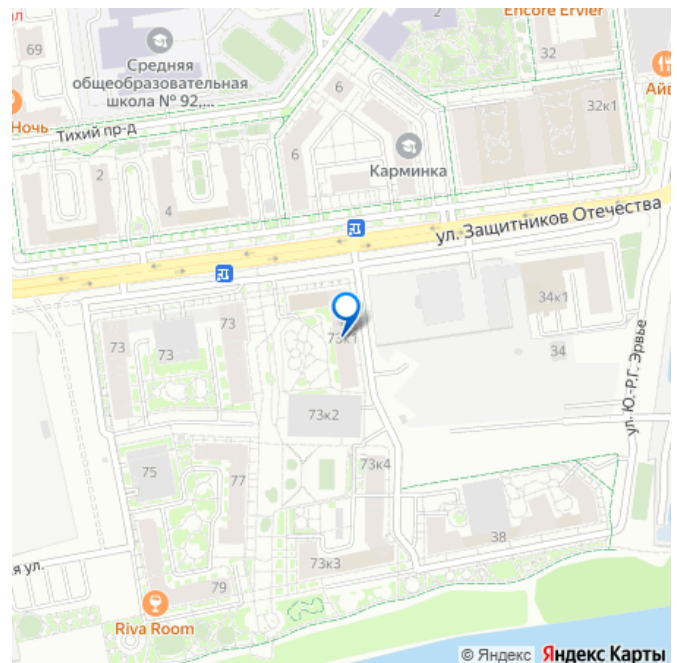 2
Encore Ervier
69
32
Средняя
общеобразовательная
школа № 92,...
Айв
6
32к1
Ночь
Тихий пр-д
6
Карминка
2
4
ул. Защитников Отечества
34к1
73
73
73
73к1
34
ул. Ю.-Р.Г. Эрвье
73к2
75
77
73к4
38
73к3
я ул.
79
Riva Room
© Яндекс Яндекс Карты